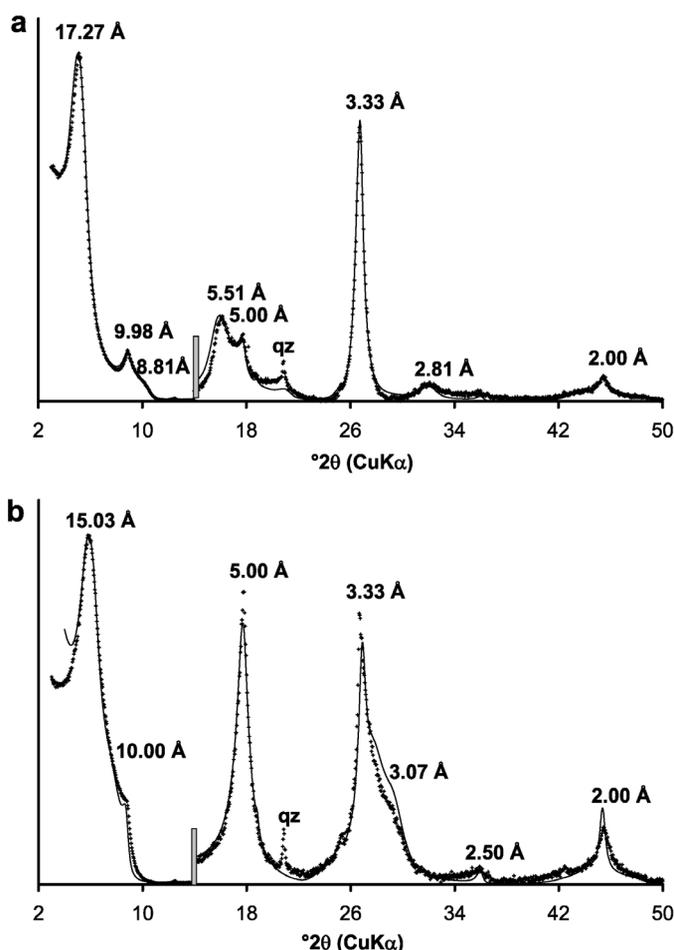 a
17.27 Å
3.33 Å
5.51 Å
5.00 Å
9.98 Å
qz
8.81Å
2.81 Å
2.00 Å
2 10 18 26 34 42 50
°2θ (CuKα)
b
15.03 Å
5.00 Å
3.33 Å
10.00 Å
3.07 Å
2.00 Å
qz
2.50 Å
2 10 18 26 34 42 50
°2θ (CuKα)